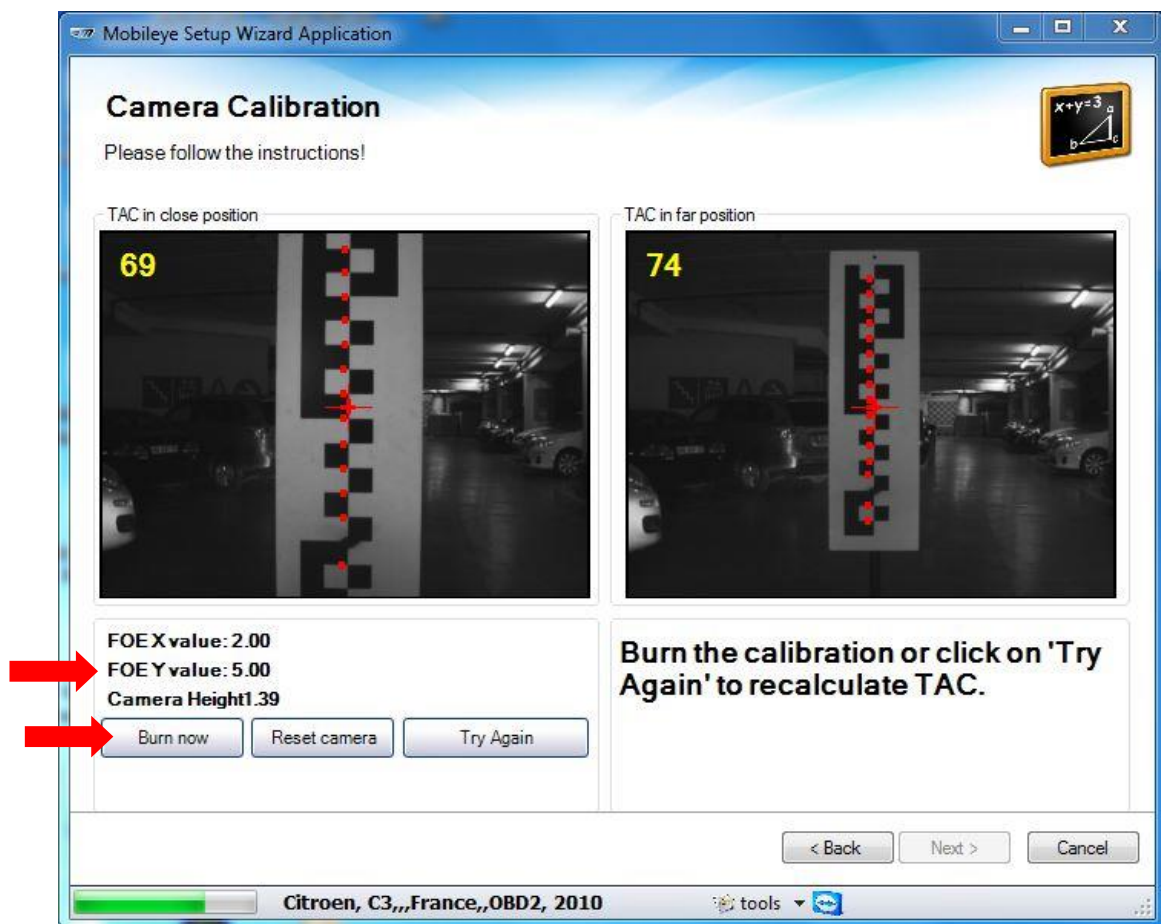 Mobileye Setup Wizard Application
Camera Calibration
Please follow the instructions!
x+y=3
a
b
c
TAC in close position
TAC in far position
69
74
FOE X value: 2.00
FOE Y value: 5.00
Camera Height1.39
Burn now
Reset camera
Try Again
Burn the calibration or click on 'Try
Again' to recalculate TAC.
< Back
Next >
Cancel
Citroen, C3,,,France,,OBD2, 2010
tools